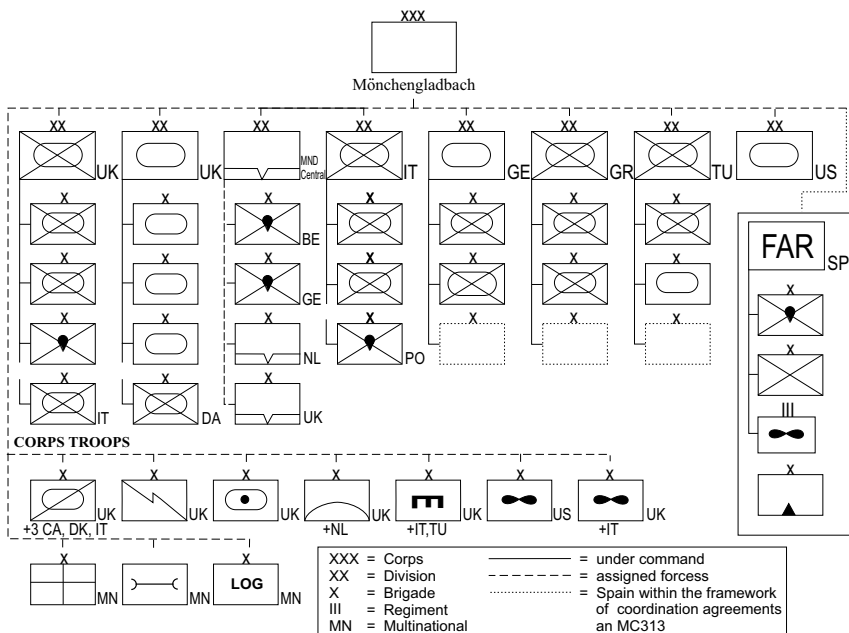 XXX
Mönchengladbach
XX XX XX XX XX XX XX XX
UK UK MND Central IT GE GR TU US
X X X X X X X
BE
FAR
SP
X X X X X X X
GE
X
X X X X X X X
NL PO
X
X X X
IT DA UK
III
CORPS TROOPS
X
X X X X X X
UK UK UK UK UK US UK
+3 CA, DK, IT +NL +IT,TU +IT
X X
LOG
MN MN MN
XXX = Corps = under command
XX = Division = assigned forcess
X = Brigade = Spain within the framework
III = Regiment of coordination agreements
MN = Multinational an MC313